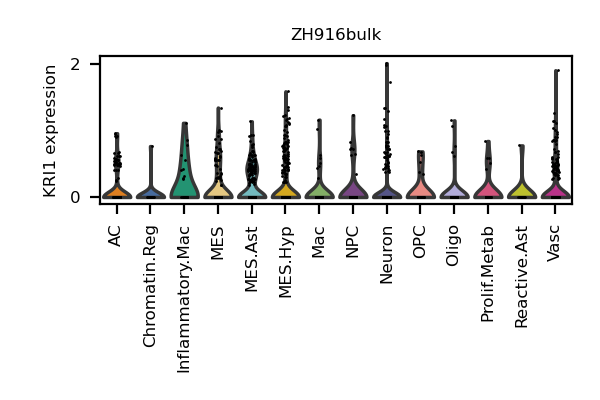 ZH916bulk
KRI1 expression
2
0
AC
Chromatin.Reg
Inflammatory.Mac
MES
MES.Ast
MES.Hyp
Mac
NPC
Neuron
OPC
Oligo
Prolif.Metab
Reactive.Ast
Vasc